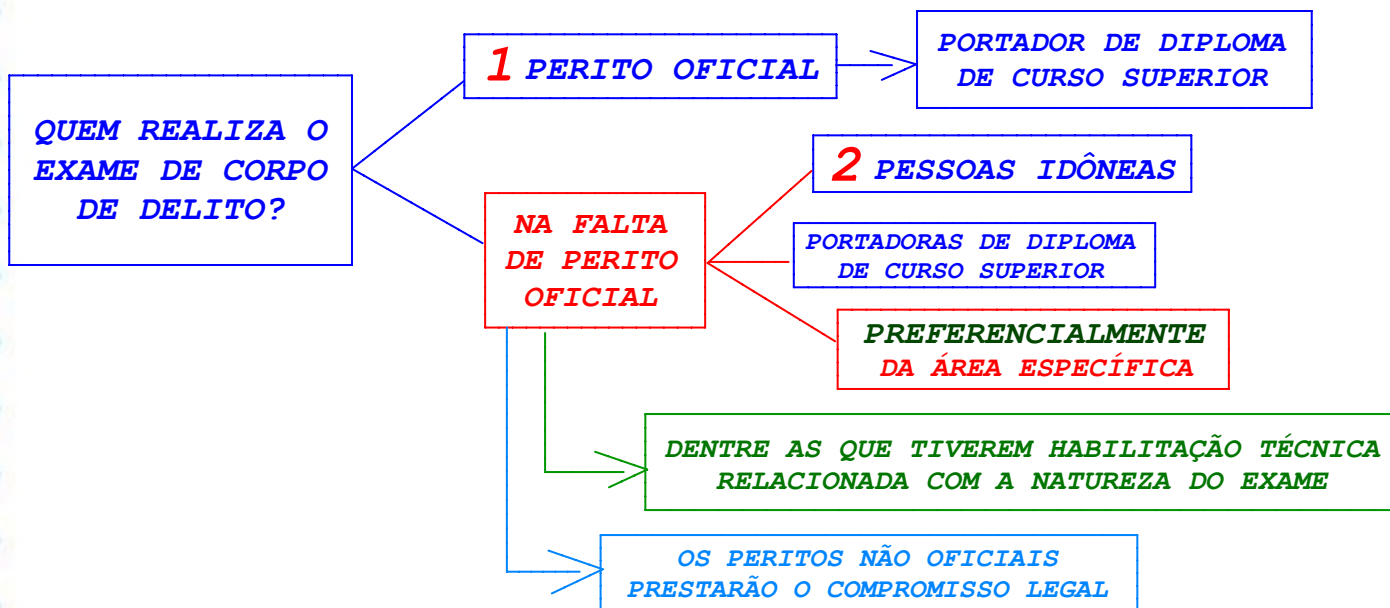 QUEM REALIZA O
EXAME DE CORPO
DE DELITO?
1 PERITO OFICIAL
PORTADOR DE DIPLOMA
DE CURSO SUPERIOR
NA FALTA
DE PERITO
OFICIAL
2 PESSOAS IDÔNEAS
PORTADORAS DE DIPLOMA
DE CURSO SUPERIOR
PREFERENCIALMENTE
DA ÁREA ESPECÍFICA
DENTRE AS QUE TIVEREM HABILITAÇÃO TÉCNICA
RELACIONADA COM A NATUREZA DO EXAME
OS PERITOS NÃO OFICIAIS
PRESTARÃO O COMPROMISSO LEGAL